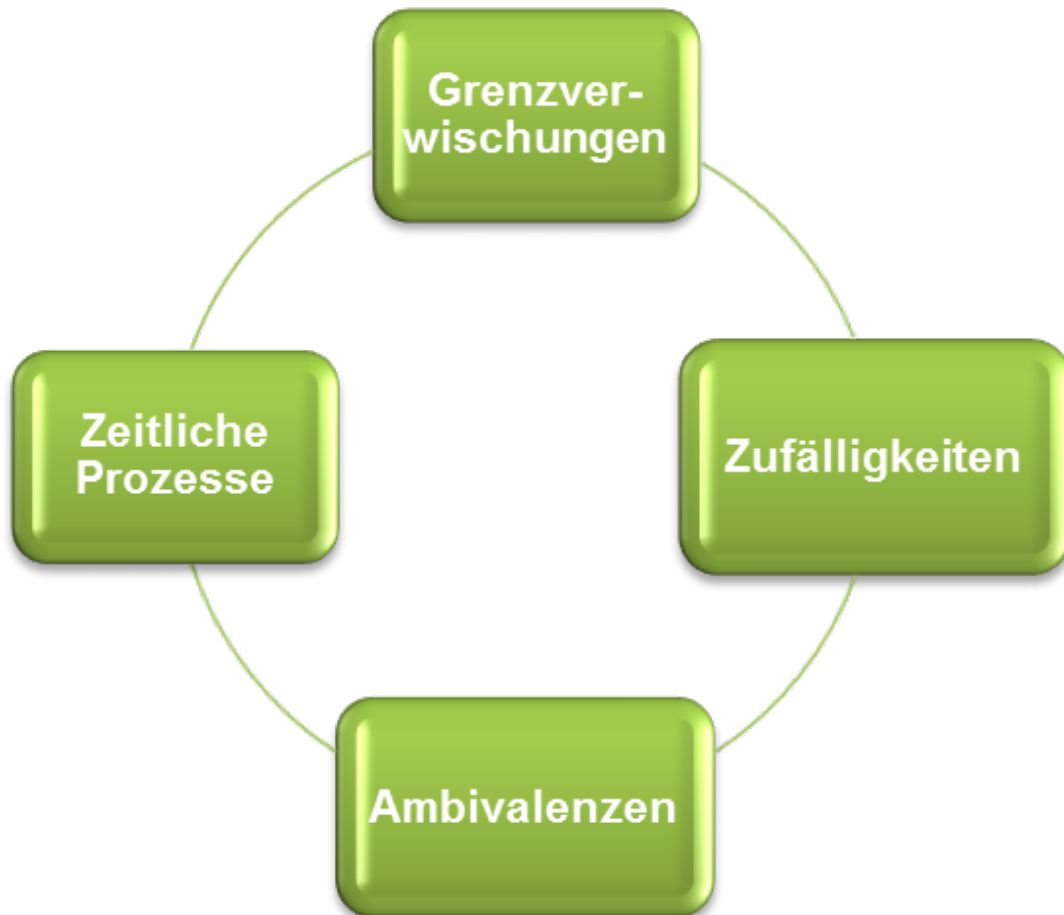 Grenzver-
wischungen
Zeitliche
Prozesse
Zufälligkeiten
Ambivalenzen